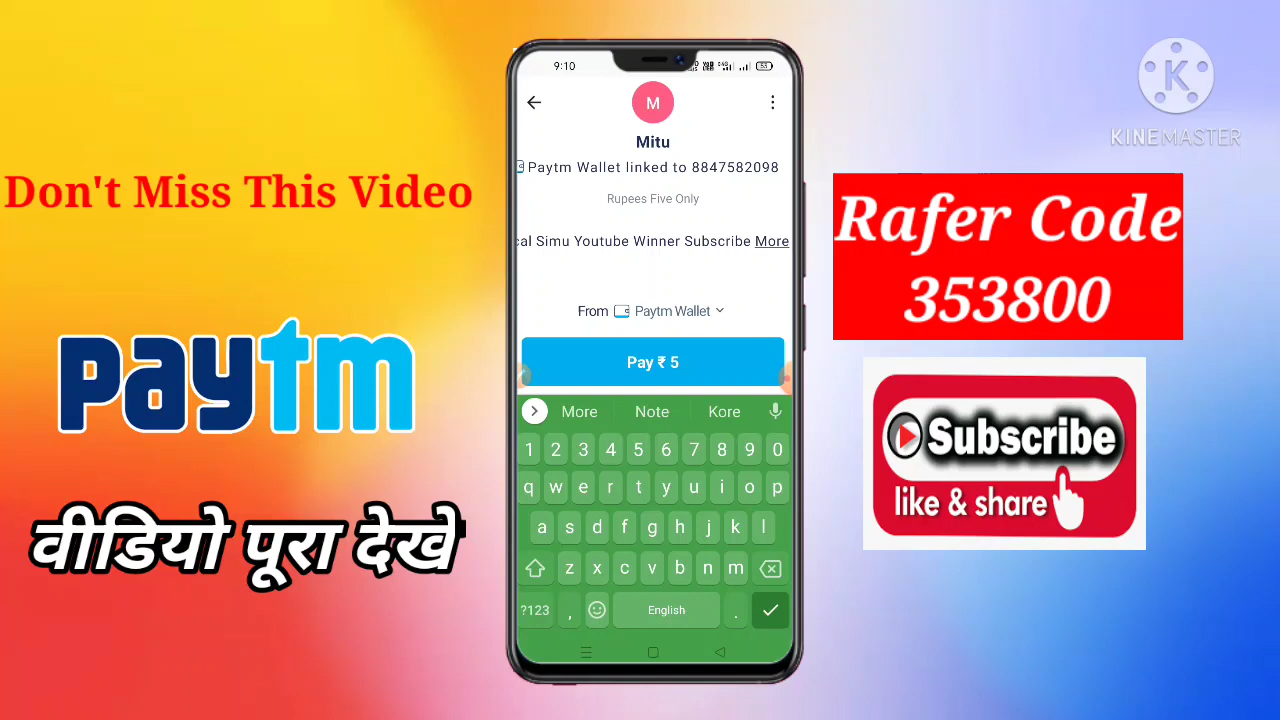 Don't Miss This Video
paytm
वीडियो पूरा देखे
9:10
53
M
Mitu
Paytm Wallet linked to 8847582098
Rupees Five Only
cal Simu Youtube Winner Subscribe More
From Paytm Wallet
Pay ₹ 5
More Note Kore
1 2 3 4 5 6 7 8 9 0
q w e r t y u i o p
a s d f g h j k l
z x c v b n m
?123 , English .
K
KINEMASTER
Rafer Code
353800
Subscribe
like & share